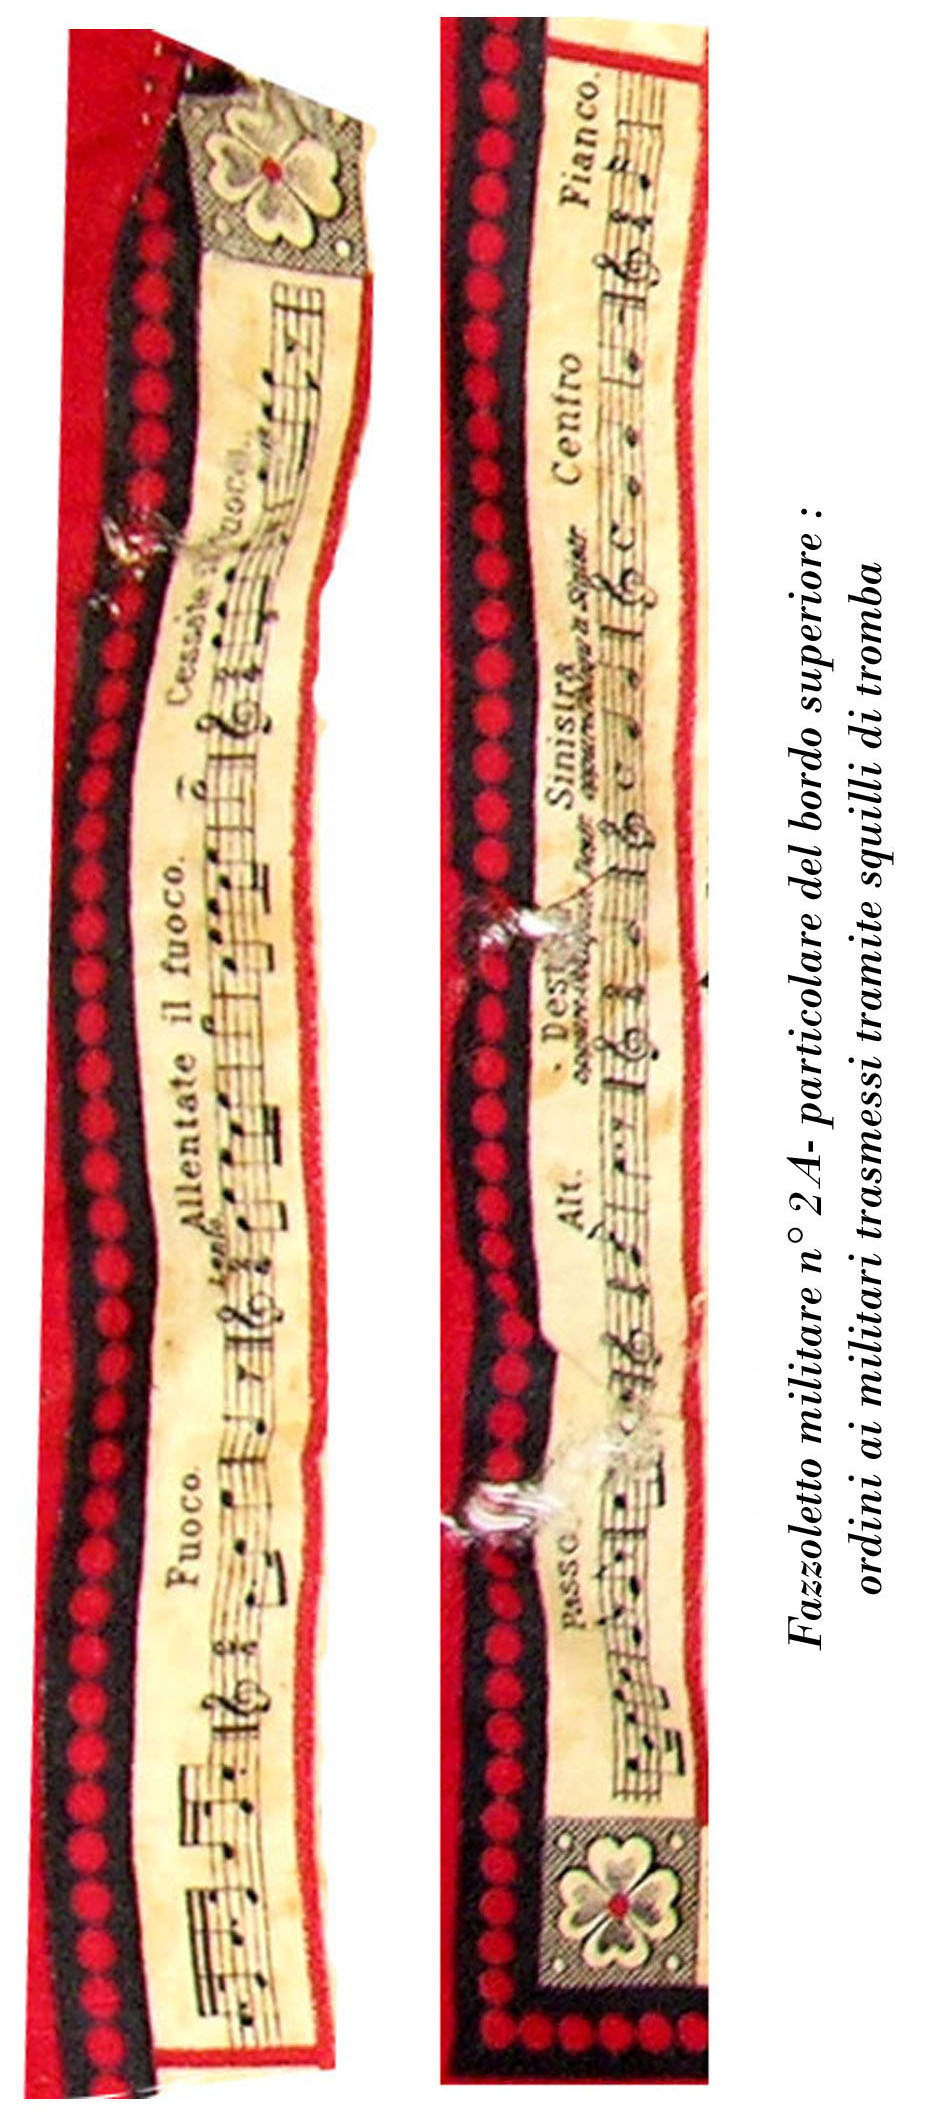 Fuoco.
Allentate il fuoco.
Lento
Cessate il fuoco.
Passo.
Alt.
Sinistra
Centro
Fianco.
Fazzoletto militare n° 2A- particolare del bordo superiore :
ordini ai militari trasmessi tramite squilli di tromba